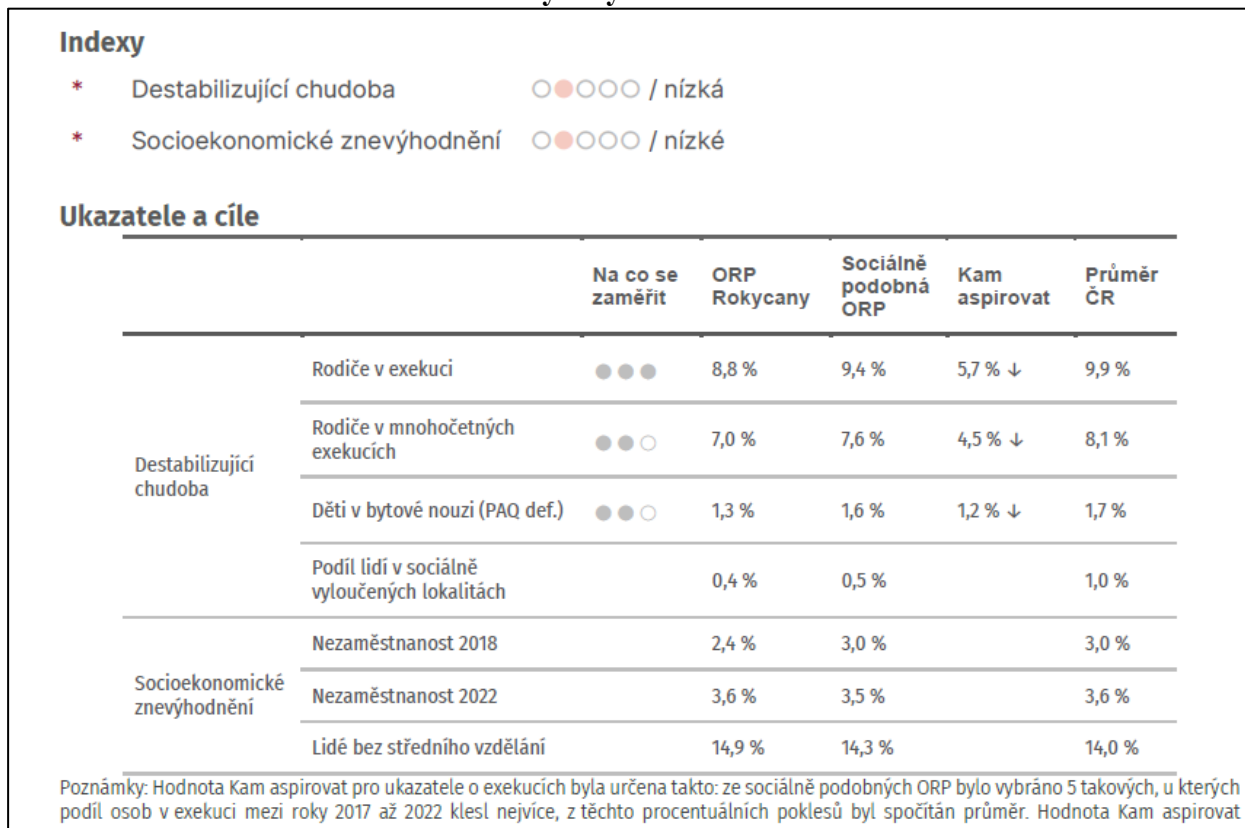 Indexy
* Destabilizující chudoba ○●○○○ / nízká
* Socioekonomické znevýhodnění ○●○○○ / nízké
Ukazatele a cíle
Na co se zaměřit ORP Rokycany Sociálně podobná ORP Kam aspirovat Průměr ČR
Destabilizující chudoba
Rodiče v exekuci ●●● 8,8 % 9,4 % 5,7 % ↓ 9,9 %
Rodiče v mnohočetných exekucích ●●○ 7,0 % 7,6 % 4,5 % ↓ 8,1 %
Děti v bytové nouzi (PAQ def.) ●●○ 1,3 % 1,6 % 1,2 % ↓ 1,7 %
Podíl lidí v sociálně vyloučených lokalitách 0,4 % 0,5 % 1,0 %
Socioekonomické znevýhodnění
Nezaměstnanost 2018 2,4 % 3,0 % 3,0 %
Nezaměstnanost 2022 3,6 % 3,5 % 3,6 %
Lidé bez středního vzdělání 14,9 % 14,3 % 14,0 %
Poznámky: Hodnota Kam aspirovat pro ukazatele o exekucích byla určena takto: ze sociálně podobných ORP bylo vybráno 5 takových, u kterých
podíl osob v exekuci mezi roky 2017 až 2022 klesl nejvíce, z těchto procentuálních poklesů byl spočítán průměr. Hodnota Kam aspirovat